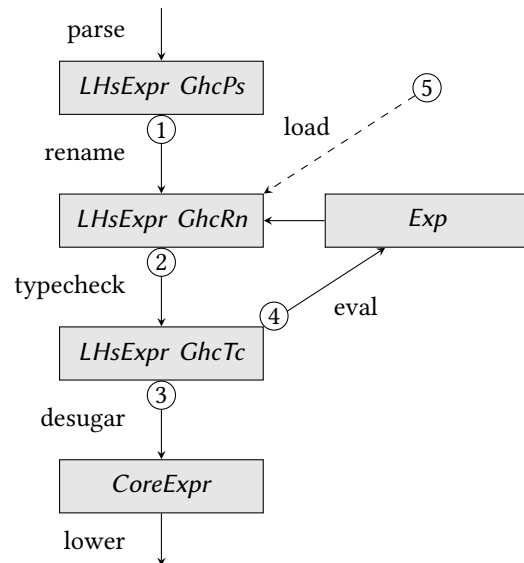 parse
LHsExpr GhcPs
5
1
load
rename
LHsExpr GhcRn
Exp
2
typecheck
4
eval
LHsExpr GhcTc
3
desugar
CoreExpr
lower